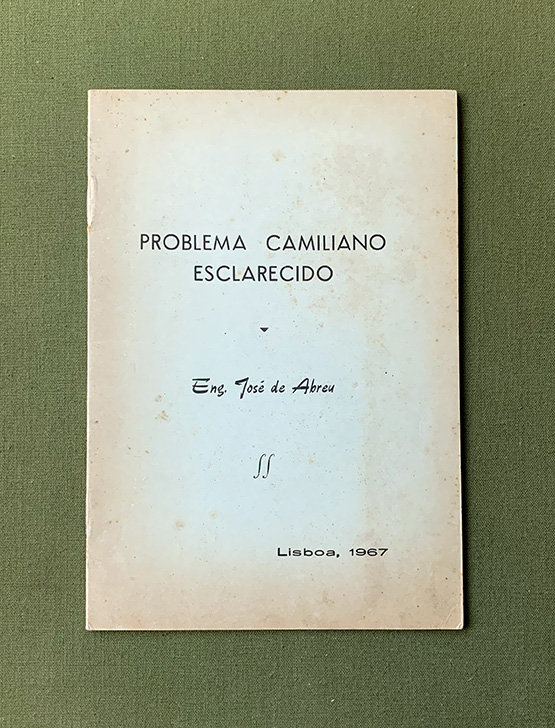 PROBLEMA CAMILIANO
ESCLARECIDO
Eng. José de Abreu
Lisboa, 1967